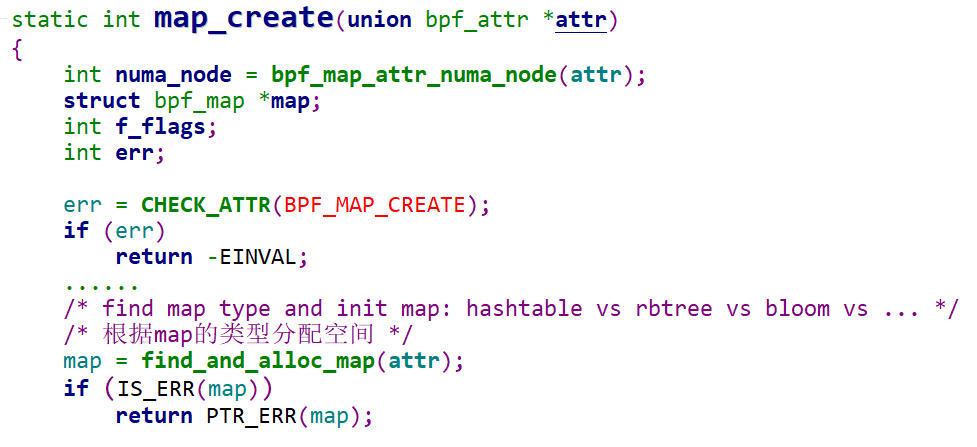 static int map_create(union bpf_attr *attr)
{
    int numa_node = bpf_map_attr_numa_node(attr);
    struct bpf_map *map;
    int f_flags;
    int err;

    err = CHECK_ATTR(BPF_MAP_CREATE);
    if (err)
        return -EINVAL;
    ......
    /* find map type and init map: hashtable vs rbtree vs bloom vs ... */
    /* 根据map的类型分配空间 */
    map = find_and_alloc_map(attr);
    if (IS_ERR(map))
        return PTR_ERR(map);